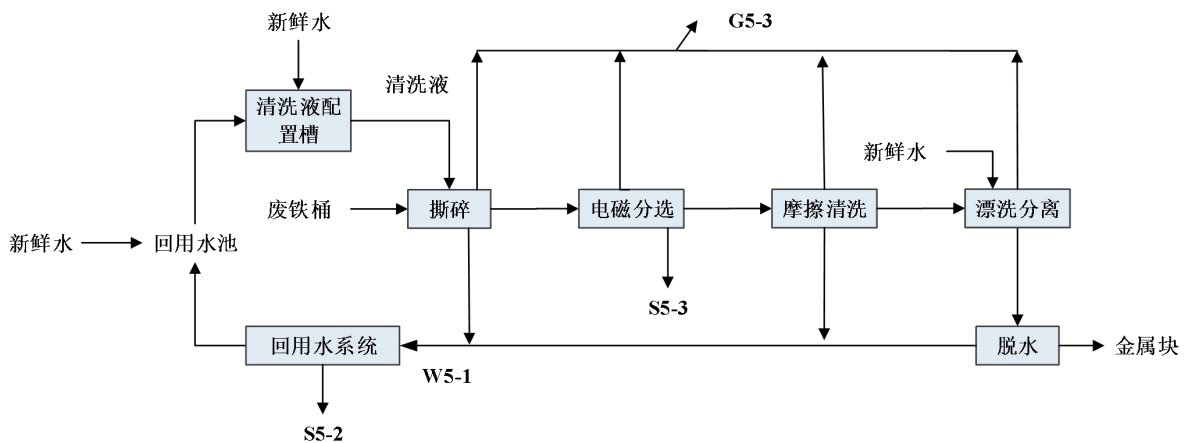 新鲜水
G5-3
清洗液
清洗液配
置槽
新鲜水
废铁桶
撕碎
电磁分选
摩擦清洗
漂洗分离
新鲜水
回用水池
S5-3
回用水系统
脱水
金属块
W5-1
S5-2